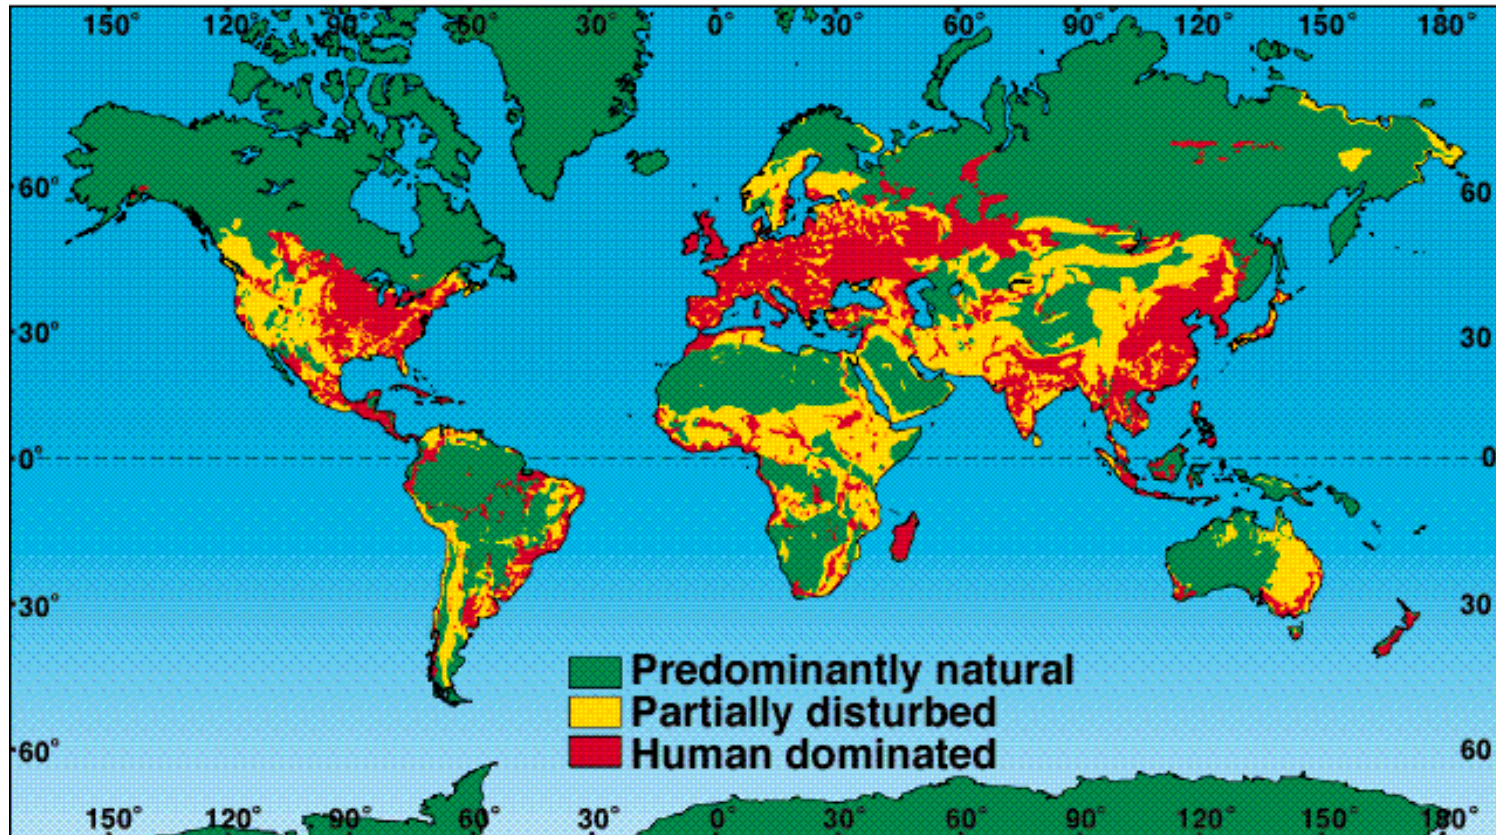 150° 120° 90° 60° 30° 0 30° 60° 90° 120° 150° 180°
60° 60
30° 30
0° 0
30° 30
Predominantly natural
Partially disturbed
Human dominated
60° 60
150° 120° 90° 60° 30° 0° 30° 60° 90° 120° 150° 180°